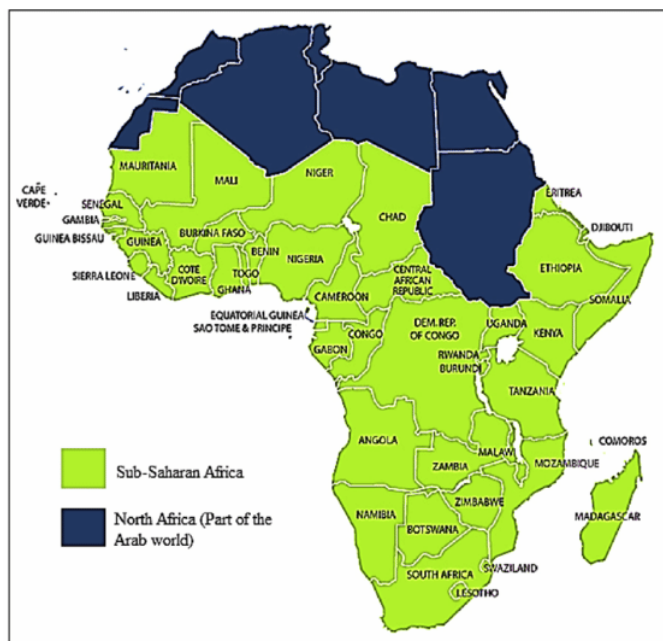 MAURITANIA
MALI
NIGER
CHAD
ERITREA
CAPE
VERDE
SENEGAL
GAMBIA
GUINEA BISSAU
GUINEA
BURKINA FASO
BENIN
NIGERIA
DJIBOUTI
ETHIOPIA
SOMALIA
SIERRA LEONE
LIBERIA
COTE
D'IVOIRE
TOGO
GHANA
CENTRAL
AFRICAN
REPUBLIC
CAMEROON
EQUATORIAL GUINEA
SAO TOME & PRINCIPE
GABON
CONGO
DEM. REP.
OF CONGO
UGANDA
KENYA
RWANDA
BURUNDI
TANZANIA
COMOROS
ANGOLA
ZAMBIA
MALAWI
MOZAMBIQUE
ZIMBABWE
MADAGASCAR
NAMIBIA
BOTSWANA
SWAZILAND
SOUTH AFRICA
LESOTHO
Sub-Saharan Africa
North Africa (Part of the
Arab world)